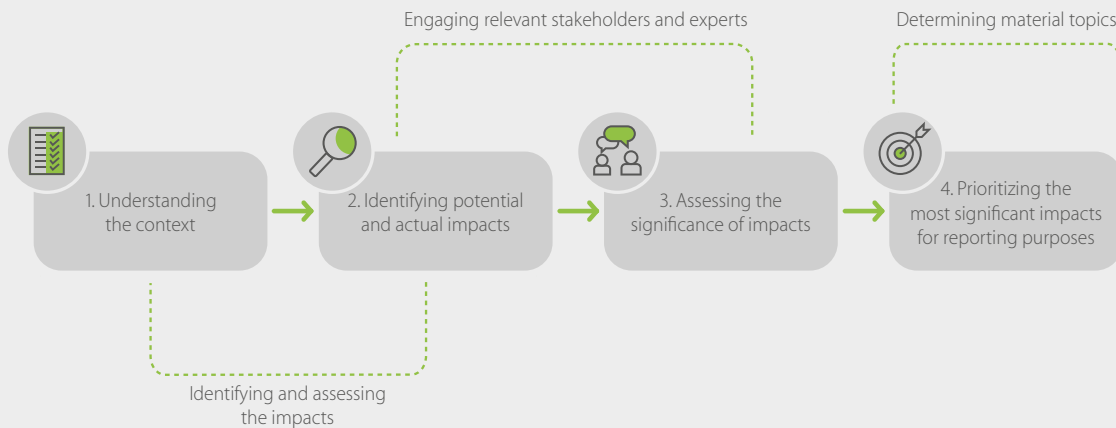 Engaging relevant stakeholders and experts
Determining material topics
1. Understanding
the context
2. Identifying potential
and actual impacts
3. Assessing the
significance of impacts
4. Prioritizing the
most significant impacts
for reporting purposes
Identifying and assessing
the impacts